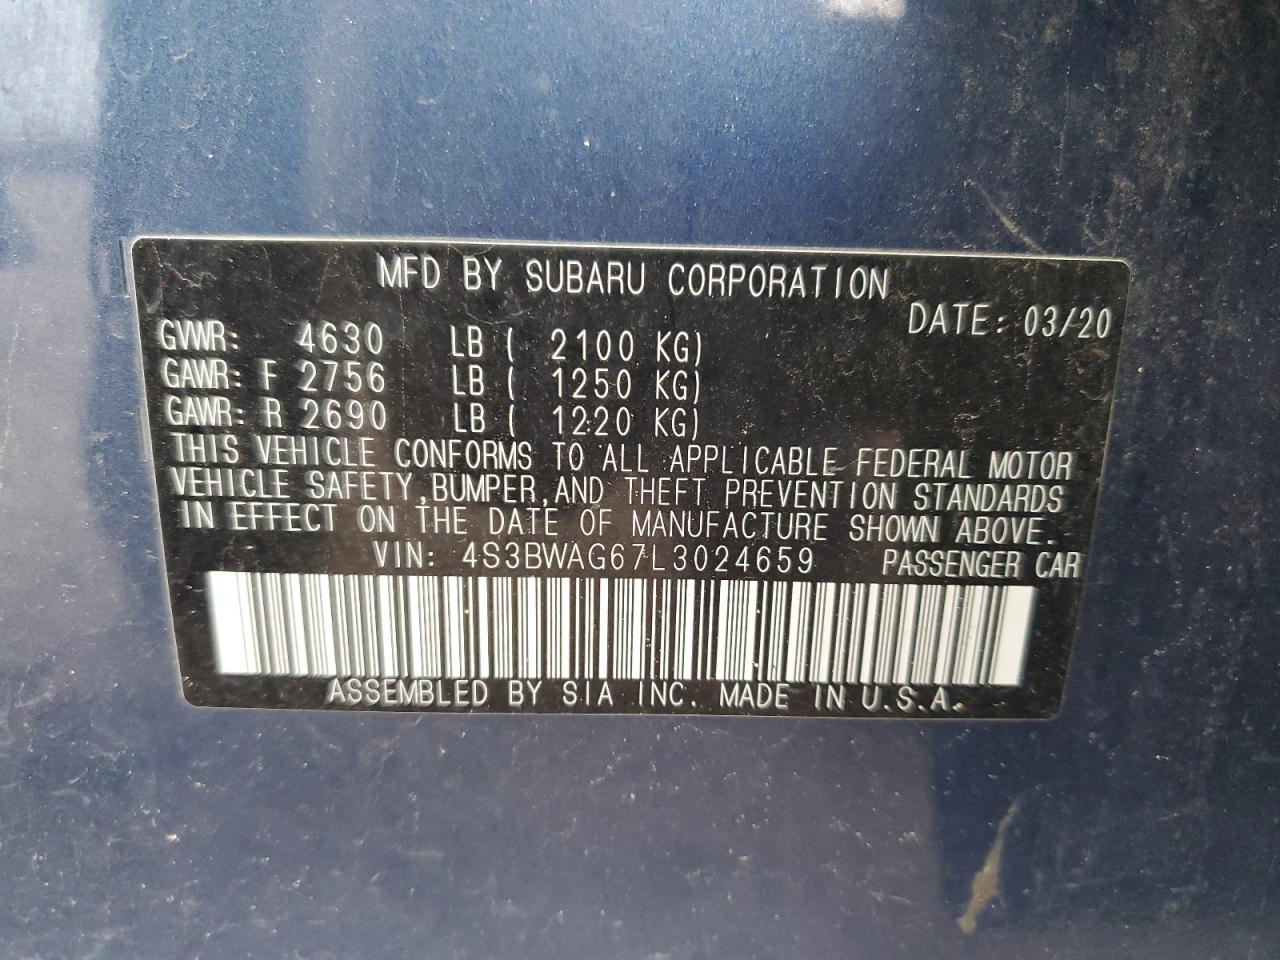 MFD BY SUBARU CORPORATION
DATE: 03/20
GVWR: 4630 LB ( 2100 KG)
GAWR: F 2756 LB ( 1250 KG)
GAWR: R 2690 LB ( 1220 KG)
THIS VEHICLE CONFORMS TO ALL APPLICABLE FEDERAL MOTOR
VEHICLE SAFETY, BUMPER, AND THEFT PREVENTION STANDARDS
IN EFFECT ON THE DATE OF MANUFACTURE SHOWN ABOVE.
VIN: 4S3BWAG67L3024659 PASSENGER CAR
ASSEMBLED BY SIA INC. MADE IN U.S.A.